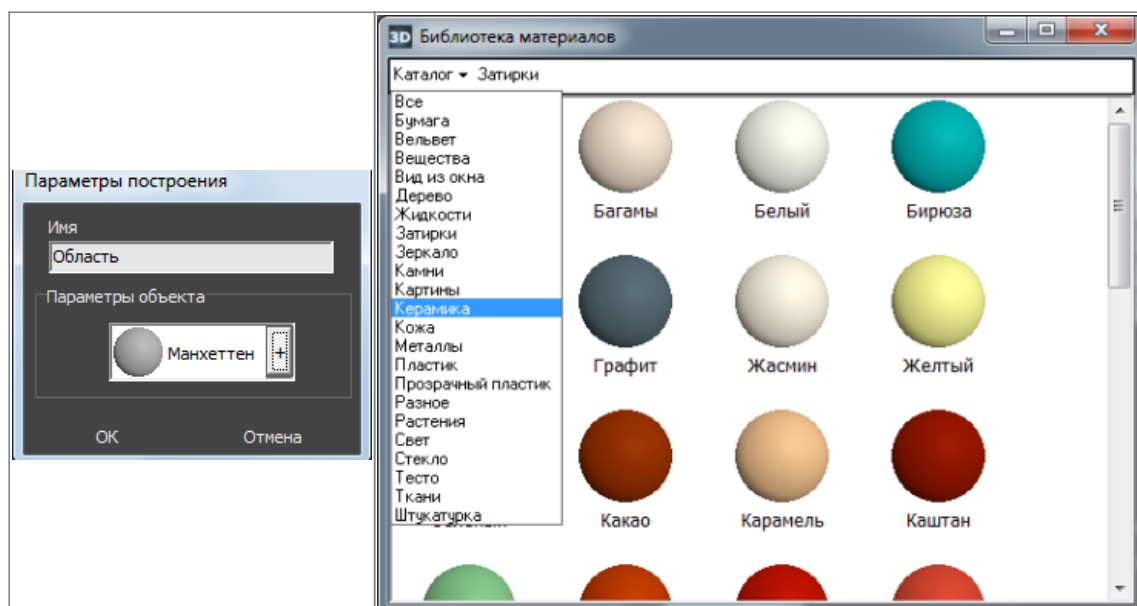 Параметры построения
Имя
Область
Параметры объекта
Манхеттен +
ОК Отмена
3D Библиотека материалов
Каталог Затирки
Все
Бумага
Вельвет
Вещества
Вид из окна
Дерево
Жидкости
Затирки
Зеркало
Камни
Картины
Керамика
Кожа
Металлы
Пластик
Прозрачный пластик
Разное
Растения
Свет
Стекло
Тесто
Ткани
Штукатурка
Багамы Белый Бирюза
Графит Жасмин Желтый
Какао Карамель Каштан